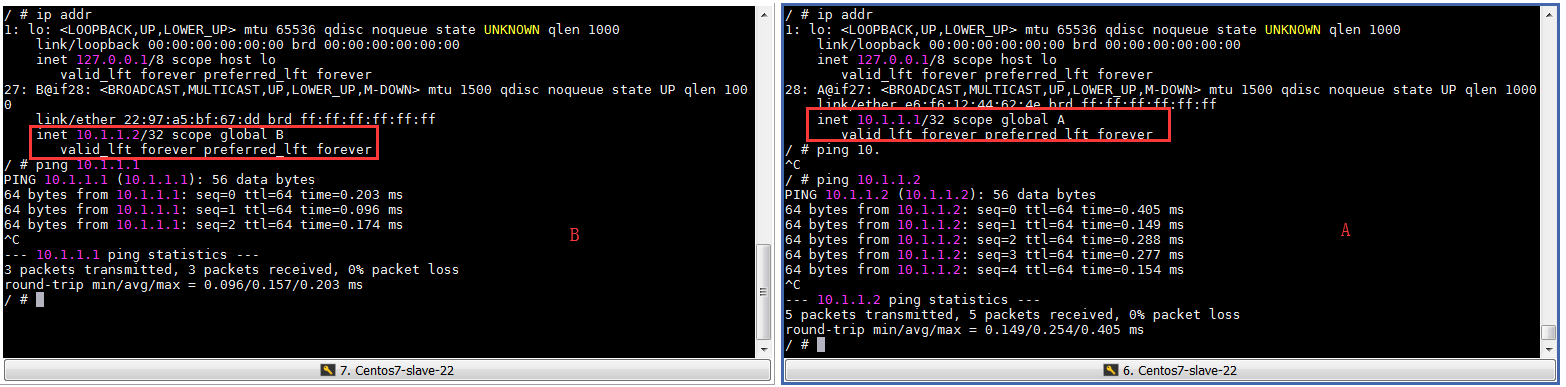 / # ip addr
1: lo: <LOOPBACK,UP,LOWER_UP> mtu 65536 qdisc noqueue state UNKNOWN qlen 1000
link/loopback 00:00:00:00:00:00 brd 00:00:00:00:00:00
inet 127.0.0.1/8 scope host lo
valid_lft forever preferred_lft forever
27: B@if28: <BROADCAST,MULTICAST,UP,LOWER_UP,M-DOWN> mtu 1500 qdisc noqueue state UP qlen 100
0
link/ether 22:97:a5:bf:67:dd brd ff:ff:ff:ff:ff:ff
inet 10.1.1.2/32 scope global B
valid_lft forever preferred_lft forever
/ # ping 10.1.1.1
PING 10.1.1.1 (10.1.1.1): 56 data bytes
64 bytes from 10.1.1.1: seq=0 ttl=64 time=0.203 ms
64 bytes from 10.1.1.1: seq=1 ttl=64 time=0.096 ms
64 bytes from 10.1.1.1: seq=2 ttl=64 time=0.174 ms
^C
B
--- 10.1.1.1 ping statistics ---
3 packets transmitted, 3 packets received, 0% packet loss
round-trip min/avg/max = 0.096/0.157/0.203 ms
/ #
7. Centos7-slave-22
/ # ip addr
1: lo: <LOOPBACK,UP,LOWER_UP> mtu 65536 qdisc noqueue state UNKNOWN qlen 1000
link/loopback 00:00:00:00:00:00 brd 00:00:00:00:00:00
inet 127.0.0.1/8 scope host lo
valid_lft forever preferred_lft forever
28: A@if27: <BROADCAST,MULTICAST,UP,LOWER_UP,M-DOWN> mtu 1500 qdisc noqueue state UP qlen 1000
link/ether e6:f6:12:44:62:4e brd ff:ff:ff:ff:ff:ff
inet 10.1.1.1/32 scope global A
valid_lft forever preferred_lft forever
/ # ping 10.
^C
/ # ping 10.1.1.2
PING 10.1.1.2 (10.1.1.2): 56 data bytes
64 bytes from 10.1.1.2: seq=0 ttl=64 time=0.405 ms
64 bytes from 10.1.1.2: seq=1 ttl=64 time=0.149 ms
A
64 bytes from 10.1.1.2: seq=2 ttl=64 time=0.288 ms
64 bytes from 10.1.1.2: seq=3 ttl=64 time=0.277 ms
64 bytes from 10.1.1.2: seq=4 ttl=64 time=0.154 ms
^C
--- 10.1.1.2 ping statistics ---
5 packets transmitted, 5 packets received, 0% packet loss
round-trip min/avg/max = 0.149/0.254/0.405 ms
/ #
6. Centos7-slave-22